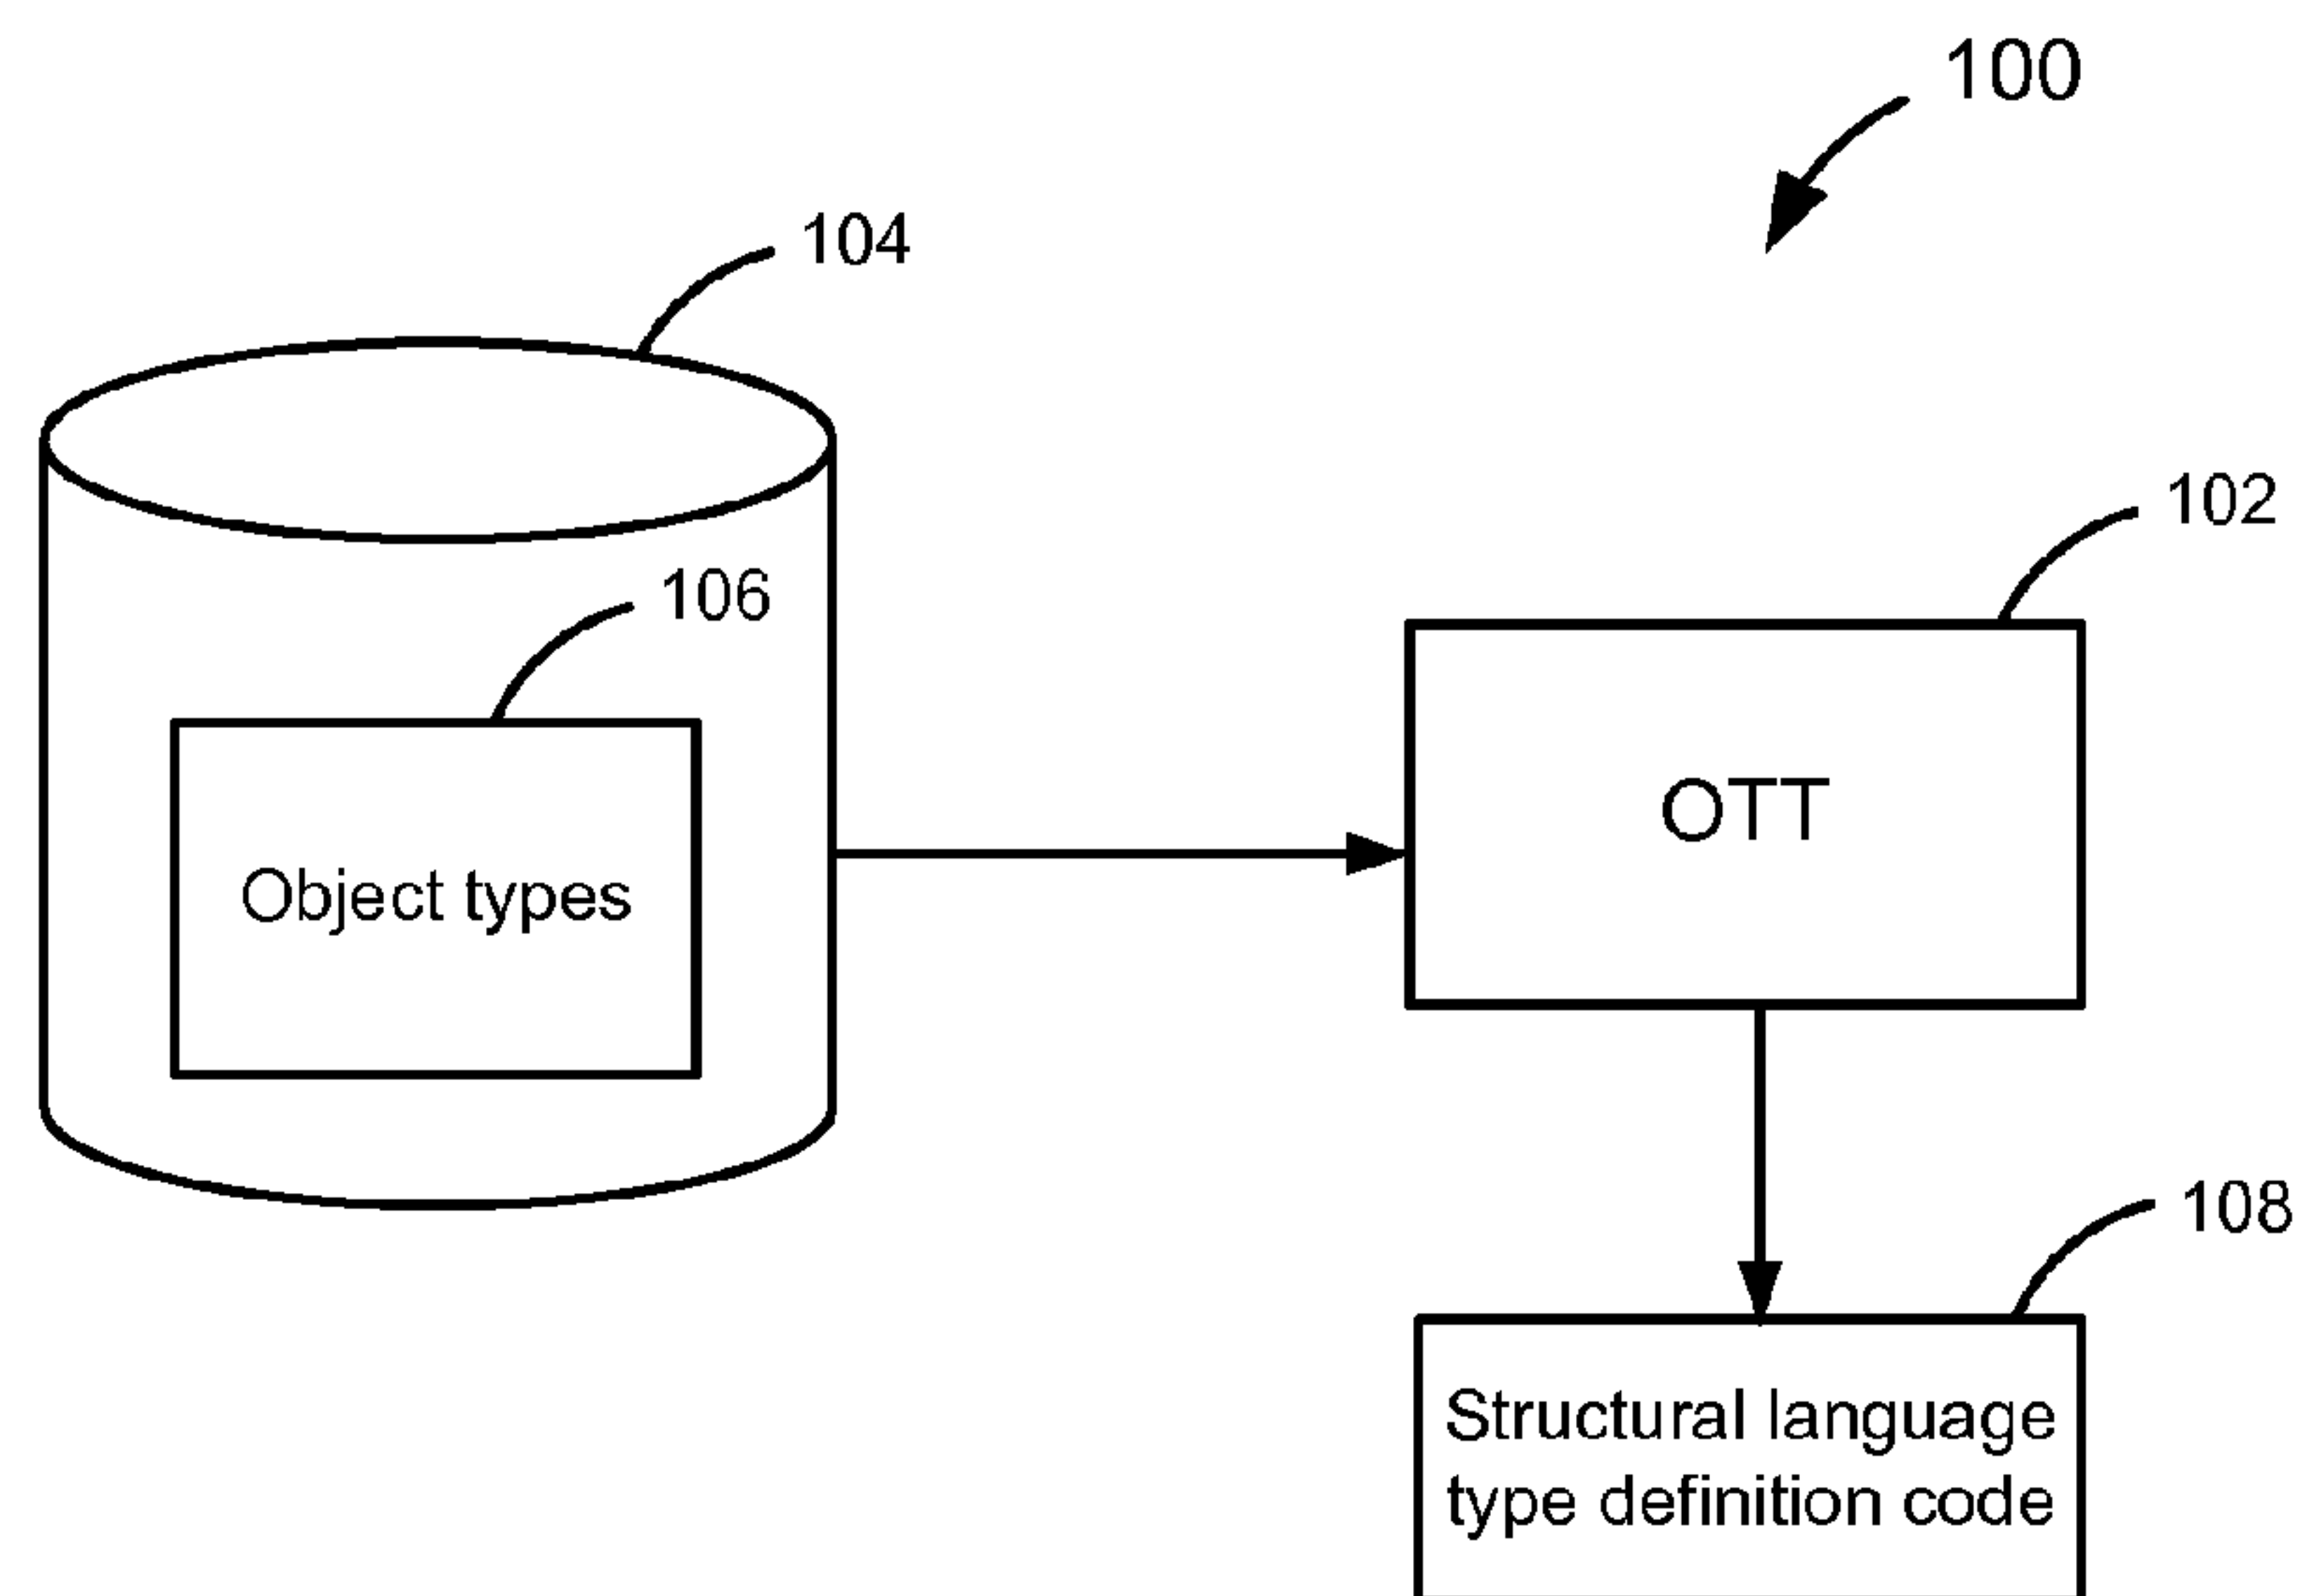 100
104
102
106
OTT
Object types
108
Structural language
type definition code